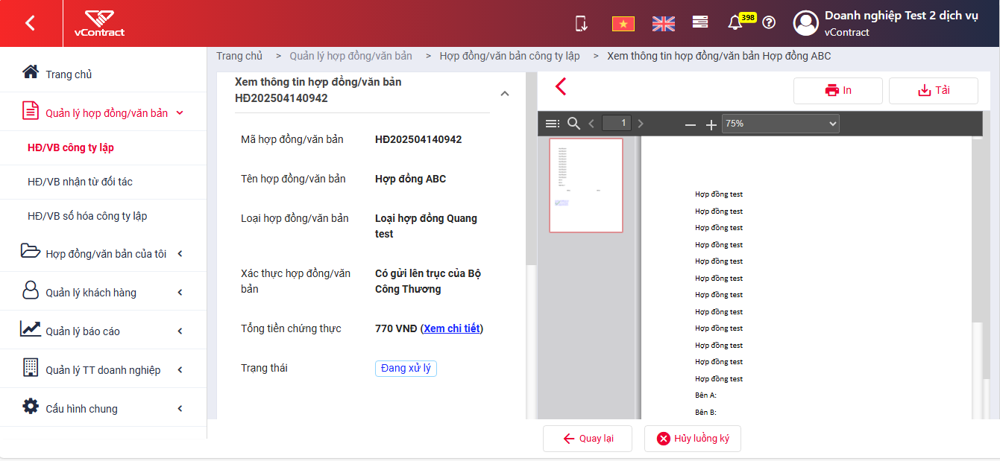 vContract
398
Doanh nghiệp Test 2 dịch vụ
vContract
Trang chủ
Quản lý hợp đồng/văn bản
HĐ/VB công ty lập
HĐ/VB nhận từ đối tác
HĐ/VB số hóa công ty lập
Hợp đồng/văn bản của tôi
Quản lý khách hàng
Quản lý báo cáo
Quản lý TT doanh nghiệp
Cấu hình chung
Trang chủ > Quản lý hợp đồng/văn bản > Hợp đồng/văn bản công ty lập > Xem thông tin hợp đồng/văn bản Hợp đồng ABC
Xem thông tin hợp đồng/văn bản
HĐ202504140942
Mã hợp đồng/văn bản HĐ202504140942
Tên hợp đồng/văn bản Hợp đồng ABC
Loại hợp đồng/văn bản Loại hợp đồng Quang
test
Xác thực hợp đồng/văn Có gửi lên trục của Bộ
bản Công Thương
Tổng tiền chứng thực 770 VNĐ (Xem chi tiết)
Trạng thái Đang xử lý
In Tải
1 75%
Hợp đồng test
Hợp đồng test
Hợp đồng test
Hợp đồng test
Hợp đồng test
Hợp đồng test
Hợp đồng test
Hợp đồng test
Hợp đồng test
Hợp đồng test
Hợp đồng test
Hợp đồng test
Bên A:
Bên B:
Quay lại Hủy luồng ký